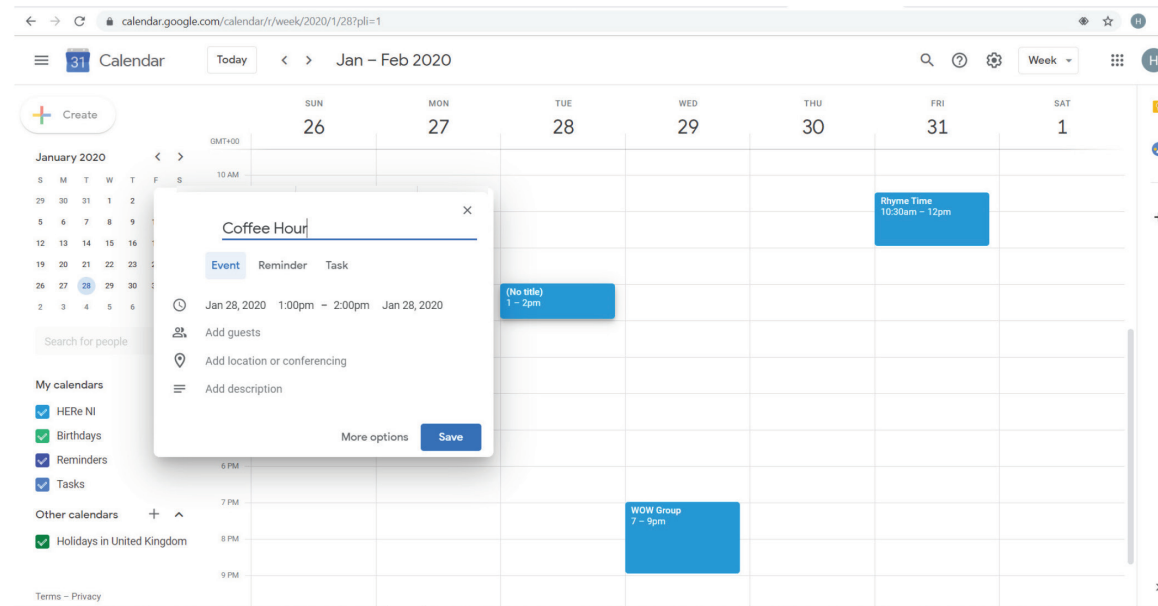 calendar.google.com/calendar/r/week/2020/1/28?pli=1
H
31 Calendar Today Jan – Feb 2020 Week H
Create
SUN MON TUE WED THU FRI SAT
26 27 28 29 30 31 1
GMT+00
January 2020
S M T W T F S
29 30 31 1 2
5 6 7 8 9
12 13 14 15 16
19 20 21 22 23
26 27 28 29 30
2 3 4 5 6
Search for people
My calendars
HERe NI
Birthdays
Reminders
Tasks
Other calendars
Holidays in United Kingdom
Terms – Privacy
Coffee Hour
Event Reminder Task
Jan 28, 2020 1:00pm – 2:00pm Jan 28, 2020
Add guests
Add location or conferencing
Add description
More options Save
10 AM
6 PM
7 PM
8 PM
9 PM
(No title)
1 – 2pm
WOW Group
7 – 9pm
Rhyme Time
10:30am – 12pm